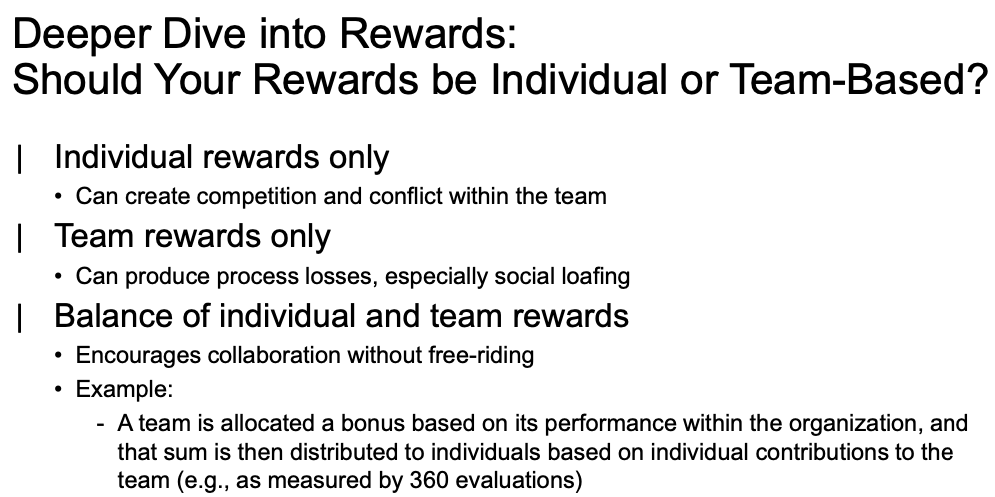 Deeper Dive into Rewards:
Should Your Rewards be Individual or Team-Based?
| Individual rewards only
• Can create competition and conflict within the team
| Team rewards only
• Can produce process losses, especially social loafing
| Balance of individual and team rewards
• Encourages collaboration without free-riding
• Example:
- A team is allocated a bonus based on its performance within the organization, and
that sum is then distributed to individuals based on individual contributions to the
team (e.g., as measured by 360 evaluations)